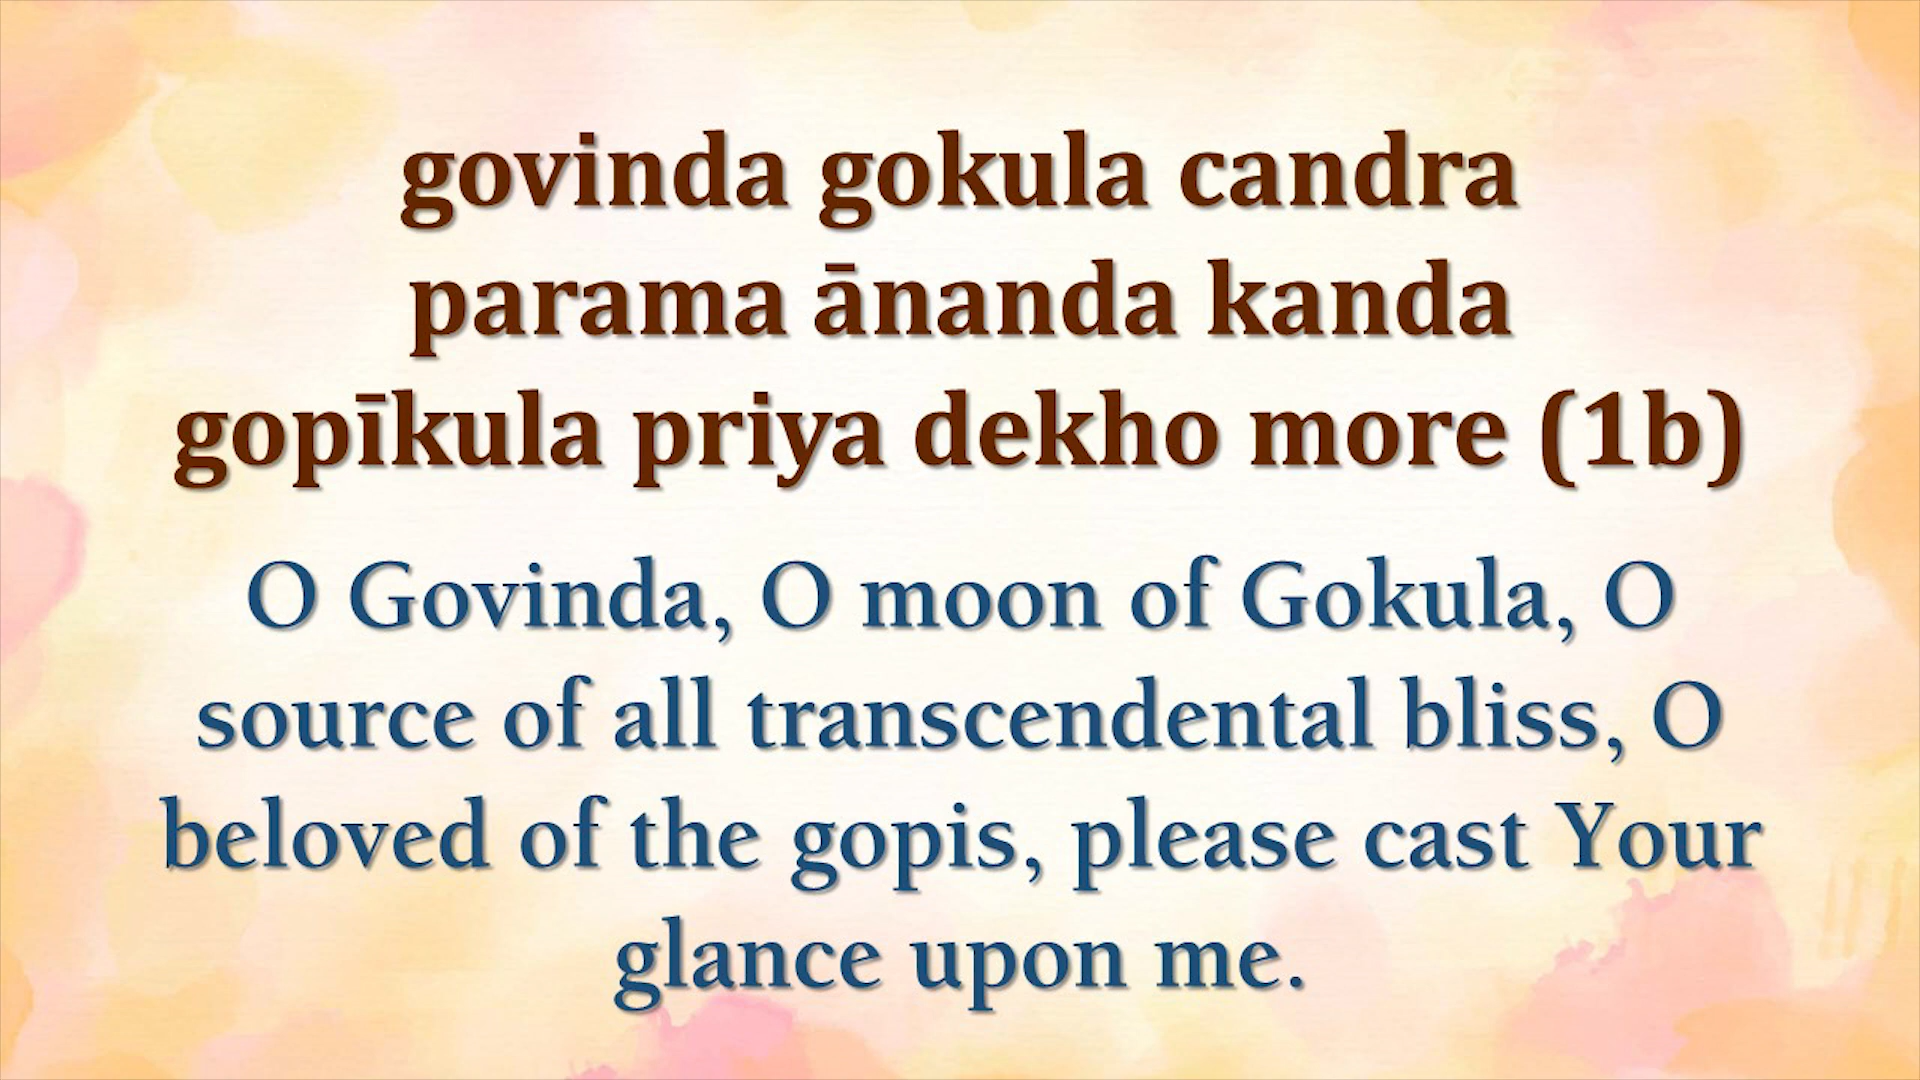 govinda gokula candra
parama ānanda kanda
gopīkula priya dekho more (1b)
O Govinda, O moon of Gokula, O
source of all transcendental bliss, O
beloved of the gopis, please cast Your
glance upon me.